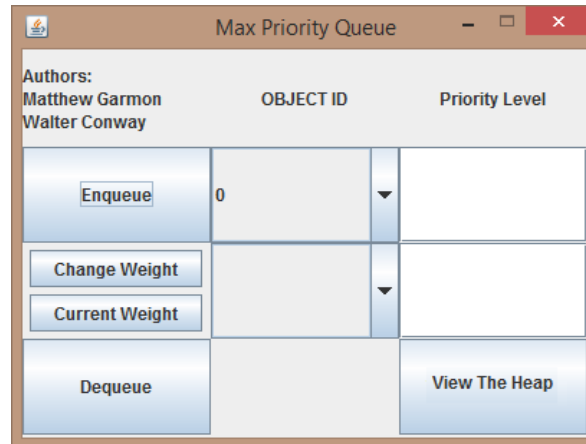 Max Priority Queue
Authors:
Matthew Garmon
Walter Conway
OBJECT ID
Priority Level
Enqueue
0
Change Weight
Current Weight
Dequeue
View The Heap